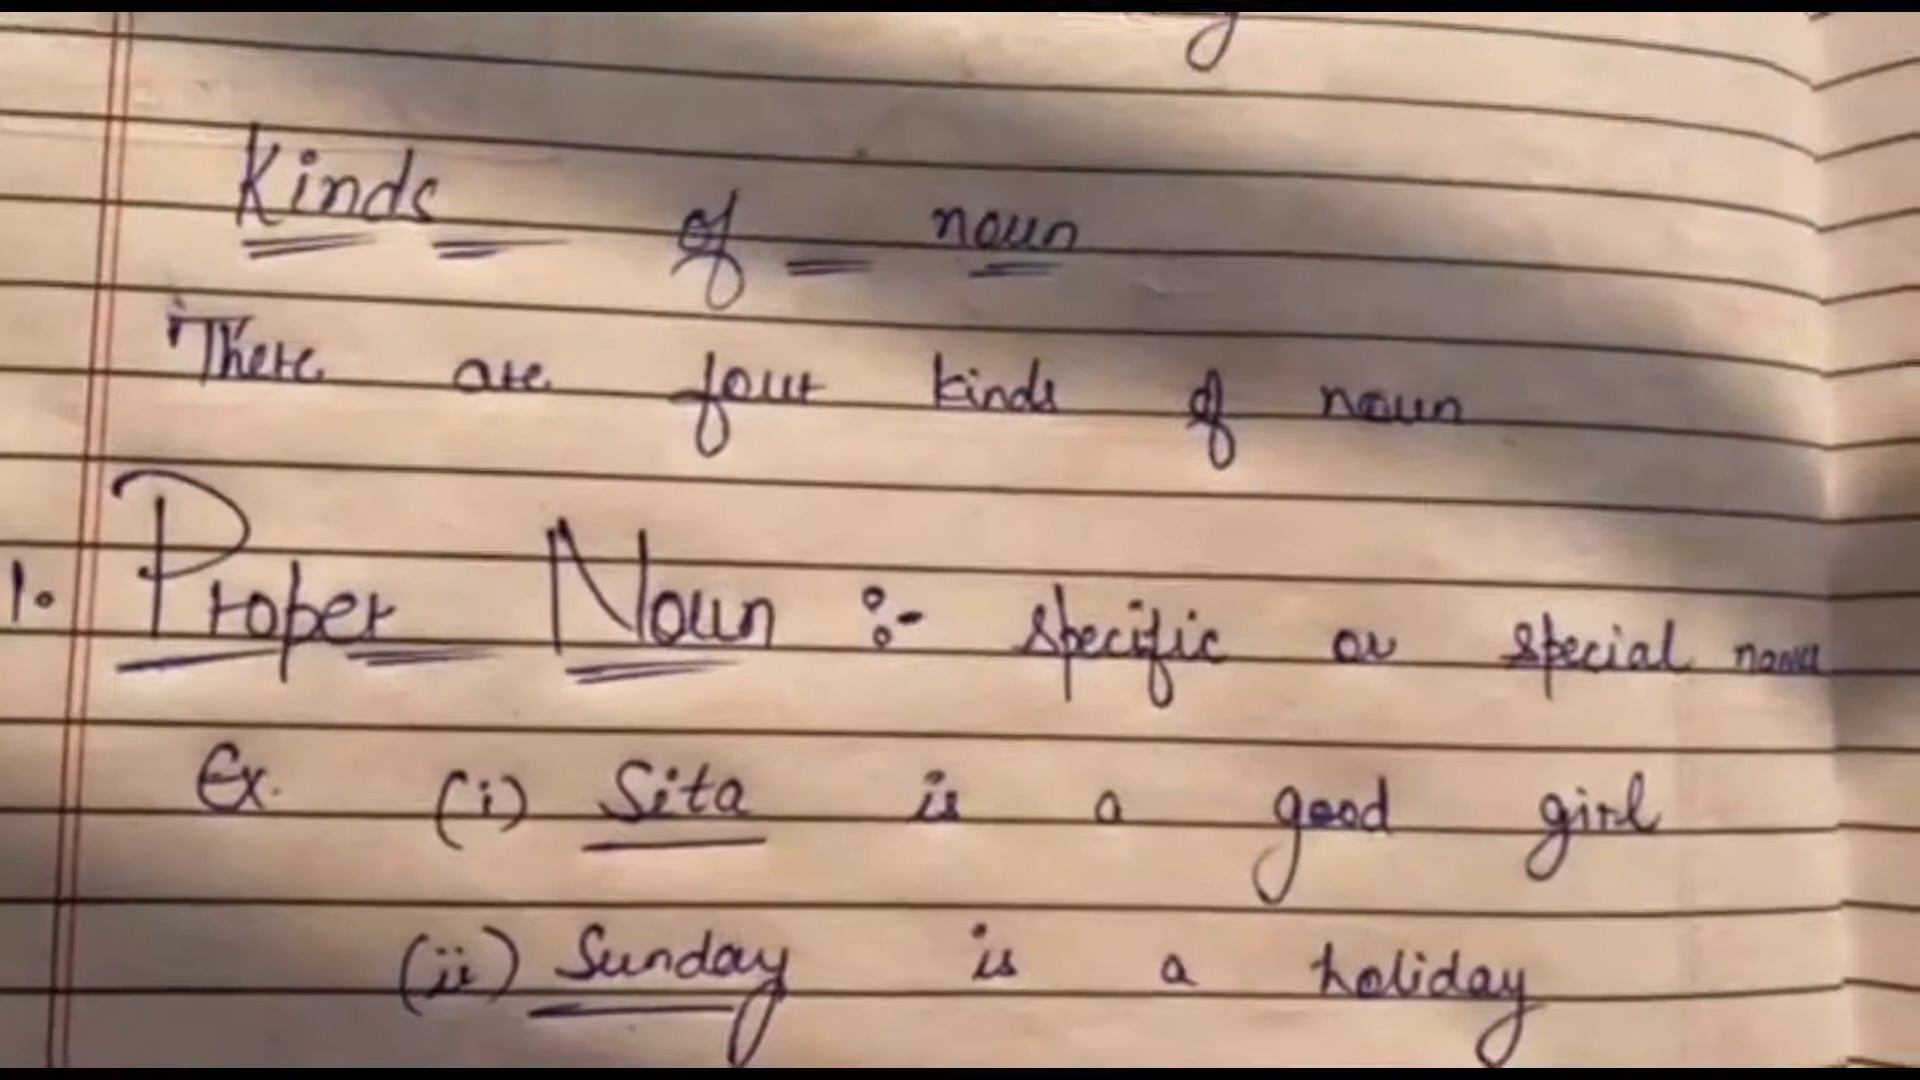 Kinds of noun
There are four kinds of noun
1. Proper Noun :- specific or special name
Ex. (i) Sita is a good girl
(ii) Sunday is a holiday